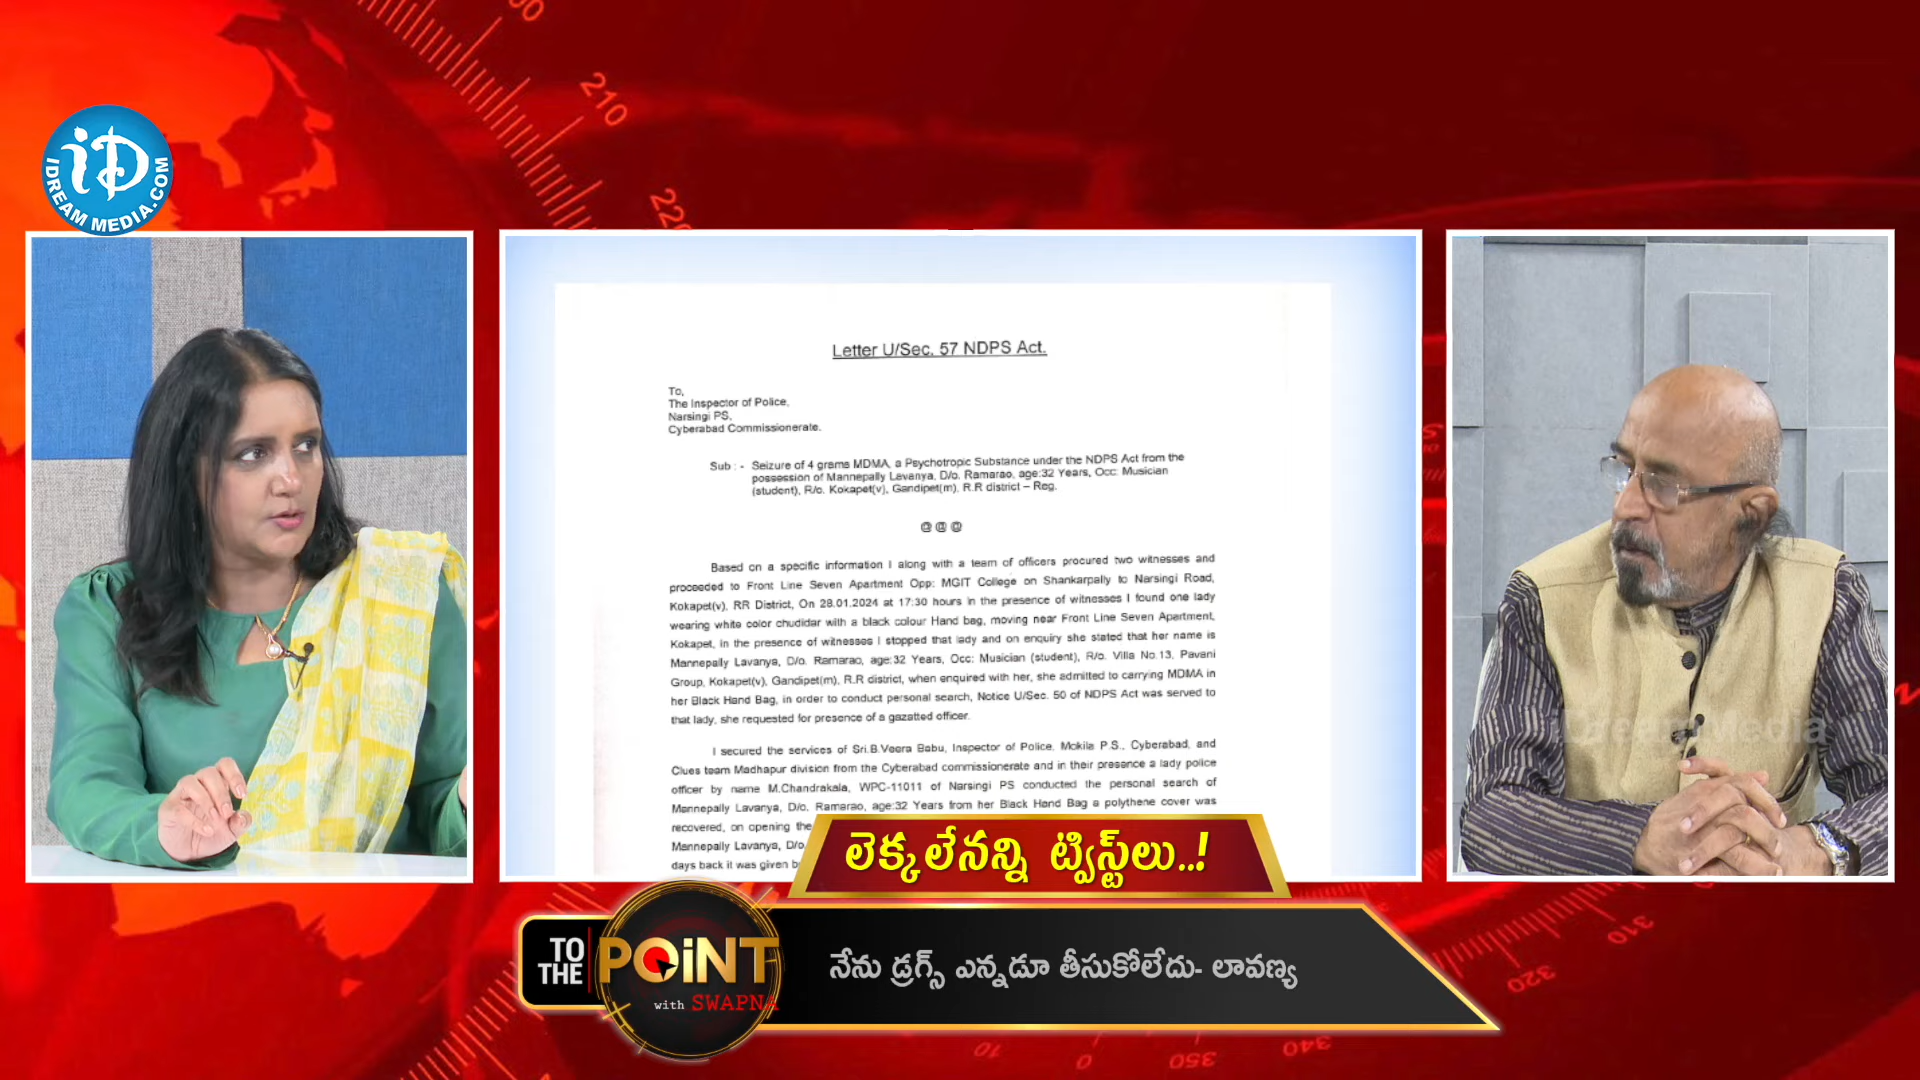 200
210
220
iD
IDREAM MEDIA.COM
Letter U/Sec. 57 NDPS Act.
To,
The Inspector of Police,
Narsingi PS,
Cyberabad Commissionerate.
Sub : - Seizure of 4 grams MDMA, a Psychotropic Substance under the NDPS Act from the
possession of Mannepally Lavanya, D/o. Ramarao, age:32 Years, Occ: Musician
(student), R/o. Kokapet(v), Gandipet(m), R.R district – Reg.
@@@
Based on a specific information I along with a team of officers procured two witnesses and
proceeded to Front Line Seven Apartment Opp: MGIT College on Shankarpally to Narsingi Road,
Kokapet(v), RR District, On 28.01.2024 at 17:30 hours in the presence of witnesses I found one lady
wearing white color chudidar with a black colour Hand bag, moving near Front Line Seven Apartment,
Kokapet, in the presence of witnesses I stopped that lady and on enquiry she stated that her name is
Mannepally Lavanya, D/o. Ramarao, age:32 Years, Occ: Musician (student), R/o. Villa No.13, Pavani
Group, Kokapet(v), Gandipet(m), R.R district, when enquired with her, she admitted to carrying MDMA in
her Black Hand Bag, in order to conduct personal search, Notice U/Sec. 50 of NDPS Act was served to
that lady, she requested for presence of a gazatted officer.
I secured the services of Sri.B.Veera Babu, Inspector of Police, Mokila P.S., Cyberabad, and
Clues team Madhapur division from the Cyberabad commissionerate and in their presence a lady police
officer by name M.Chandrakala, WPC-11011 of Narsingi PS conducted the personal search of
Mannepally Lavanya, D/o. Ramarao, age:32 Years from her Black Hand Bag a polythene cover was
recovered, on opening the
Mannepally Lavanya, D/o.
days back it was given b
iDream Media
లెక్కలేనన్ని ట్విస్ట్‌లు..!
TO THE POiNT
with SWAPNA
నేను డ్రగ్స్ ఎన్నడూ తీసుకోలేదు- లావణ్య
310
320
340
350
0
10